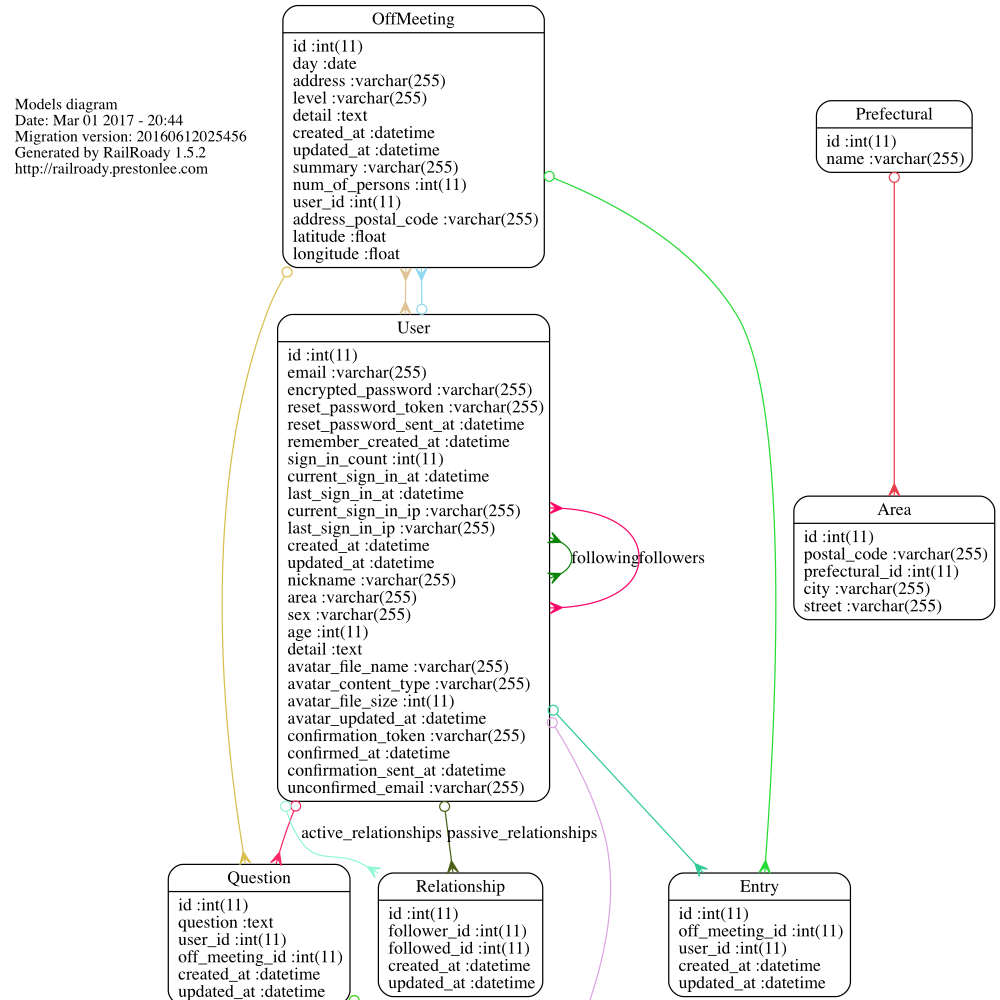 OffMeeting
id :int(11)
day :date
address :varchar(255)
level :varchar(255)
detail :text
created_at :datetime
updated_at :datetime
summary :varchar(255)
num_of_persons :int(11)
user_id :int(11)
address_postal_code :varchar(255)
latitude :float
longitude :float
Models diagram
Date: Mar 01 2017 - 20:44
Migration version: 20160612025456
Generated by RailRoady 1.5.2
http://railroady.prestonlee.com
Prefectural
id :int(11)
name :varchar(255)
User
id :int(11)
email :varchar(255)
encrypted_password :varchar(255)
reset_password_token :varchar(255)
reset_password_sent_at :datetime
remember_created_at :datetime
sign_in_count :int(11)
current_sign_in_at :datetime
last_sign_in_at :datetime
current_sign_in_ip :varchar(255)
last_sign_in_ip :varchar(255)
created_at :datetime
updated_at :datetime
nickname :varchar(255)
area :varchar(255)
sex :varchar(255)
age :int(11)
detail :text
avatar_file_name :varchar(255)
avatar_content_type :varchar(255)
avatar_file_size :int(11)
avatar_updated_at :datetime
confirmation_token :varchar(255)
confirmed_at :datetime
confirmation_sent_at :datetime
unconfirmed_email :varchar(255)
following
followers
Area
id :int(11)
postal_code :varchar(255)
prefectural_id :int(11)
city :varchar(255)
street :varchar(255)
active_relationships
passive_relationships
Question
id :int(11)
question :text
user_id :int(11)
off_meeting_id :int(11)
created_at :datetime
updated_at :datetime
Relationship
id :int(11)
follower_id :int(11)
followed_id :int(11)
created_at :datetime
updated_at :datetime
Entry
id :int(11)
off_meeting_id :int(11)
user_id :int(11)
created_at :datetime
updated_at :datetime